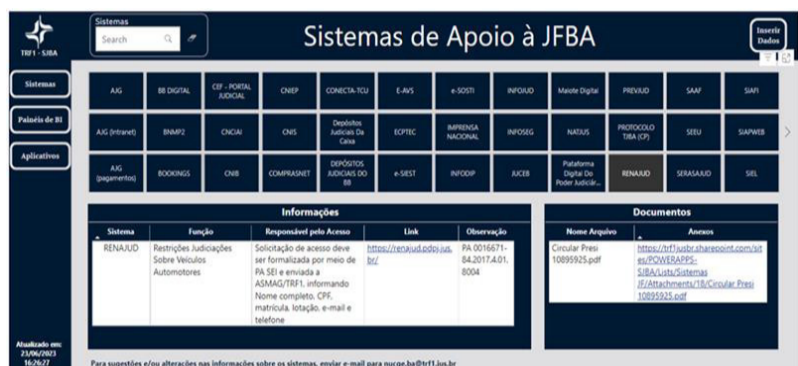 TRF1 - SJBA
Sistemas
Search
Sistemas de Apoio à JFBA
Inserir
Dados
Sistemas
Painéis de BI
Aplicativos
AJG
BB DIGITAL
CEF - PORTAL
JUDICIAL
CNIEP
CONECTA-TCU
E-AVS
e-SOSTI
INFOJUD
Malote Digital
PREVJUD
SAAF
SIAFI
AJG (Intranet)
BNMP2
CNCIAI
CNIS
Depósitos
Judiciais Da
Caixa
ECPTEC
IMPRENSA
NACIONAL
INFOSEG
NATJUS
PROTOCOLO
TJBA (CP)
SEEU
SIAPWEB
AJG
(pagamentos)
BOOKINGS
CNIB
COMPRASNET
DEPÓSITOS
JUDICIAIS DO
BB
e-SIEST
INFODIP
JUCEB
Plataforma
Digital Do
Poder Judiciár...
RENAJUD
SERASAJUD
SIEL
Informações
Sistema Função Responsável pelo Acesso Link Observação
RENAJUD Restrições Judiciações Solicitação de acesso deve https://renajud.pdpj.jus. PA 0016671-
Sobre Veículos ser formalizada por meio de br/ 84.2017.4.01.
Automotores PA SEI e enviada a 8004
ASMAG/TRF1, informando
Nome completo, CPF,
matrícula, lotação, e-mail e
telefone
Documentos
Nome Arquivo Anexos
Circular Presi https://trf1jusbr.sharepoint.com/sit
10895925.pdf es/POWERAPPS-
SJBA/Lists/Sistemas
JF/Attachments/18/Circular Presi
10895925.pdf
Atualizado em:
23/06/2023
16:26:27
Para sugestões e/ou alterações nas informações sobre os sistemas, enviar e-mail para nucge.ba@trf1.jus.br